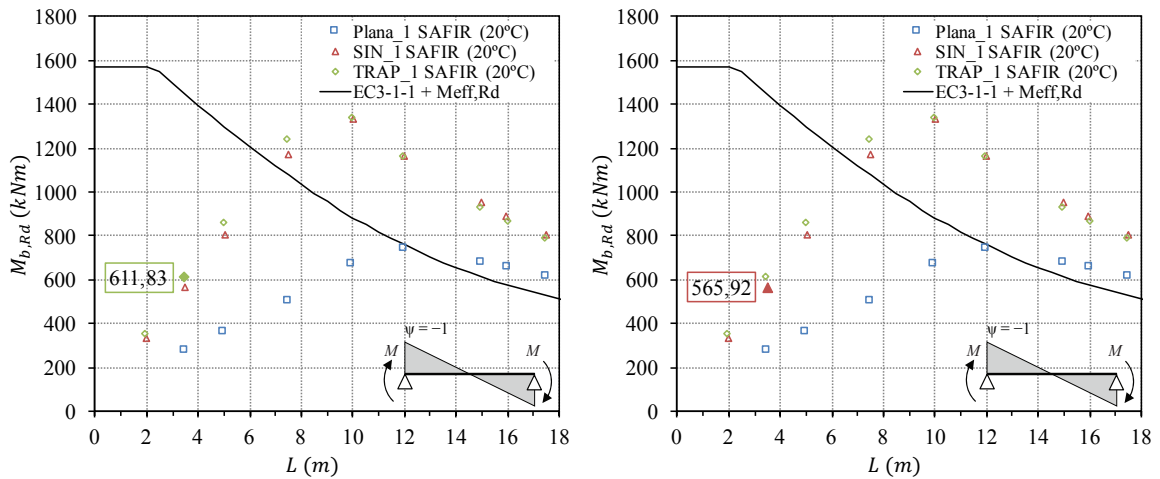 1800
1600
1400
1200
1000
800
600
400
200
0
M_{b,Rd} (kNm)
Plana_1 SAFIR (20ºC)
SIN_1 SAFIR (20ºC)
TRAP_1 SAFIR (20ºC)
EC3-1-1 + Meff,Rd
611,83
ψ = −1
M
M
0 2 4 6 8 10 12 14 16 18
L (m)
1800
1600
1400
1200
1000
800
600
400
200
0
M_{b,Rd} (kNm)
Plana_1 SAFIR (20ºC)
SIN_1 SAFIR (20ºC)
TRAP_1 SAFIR (20ºC)
EC3-1-1 + Meff,Rd
565,92
ψ = −1
M
M
0 2 4 6 8 10 12 14 16 18
L (m)